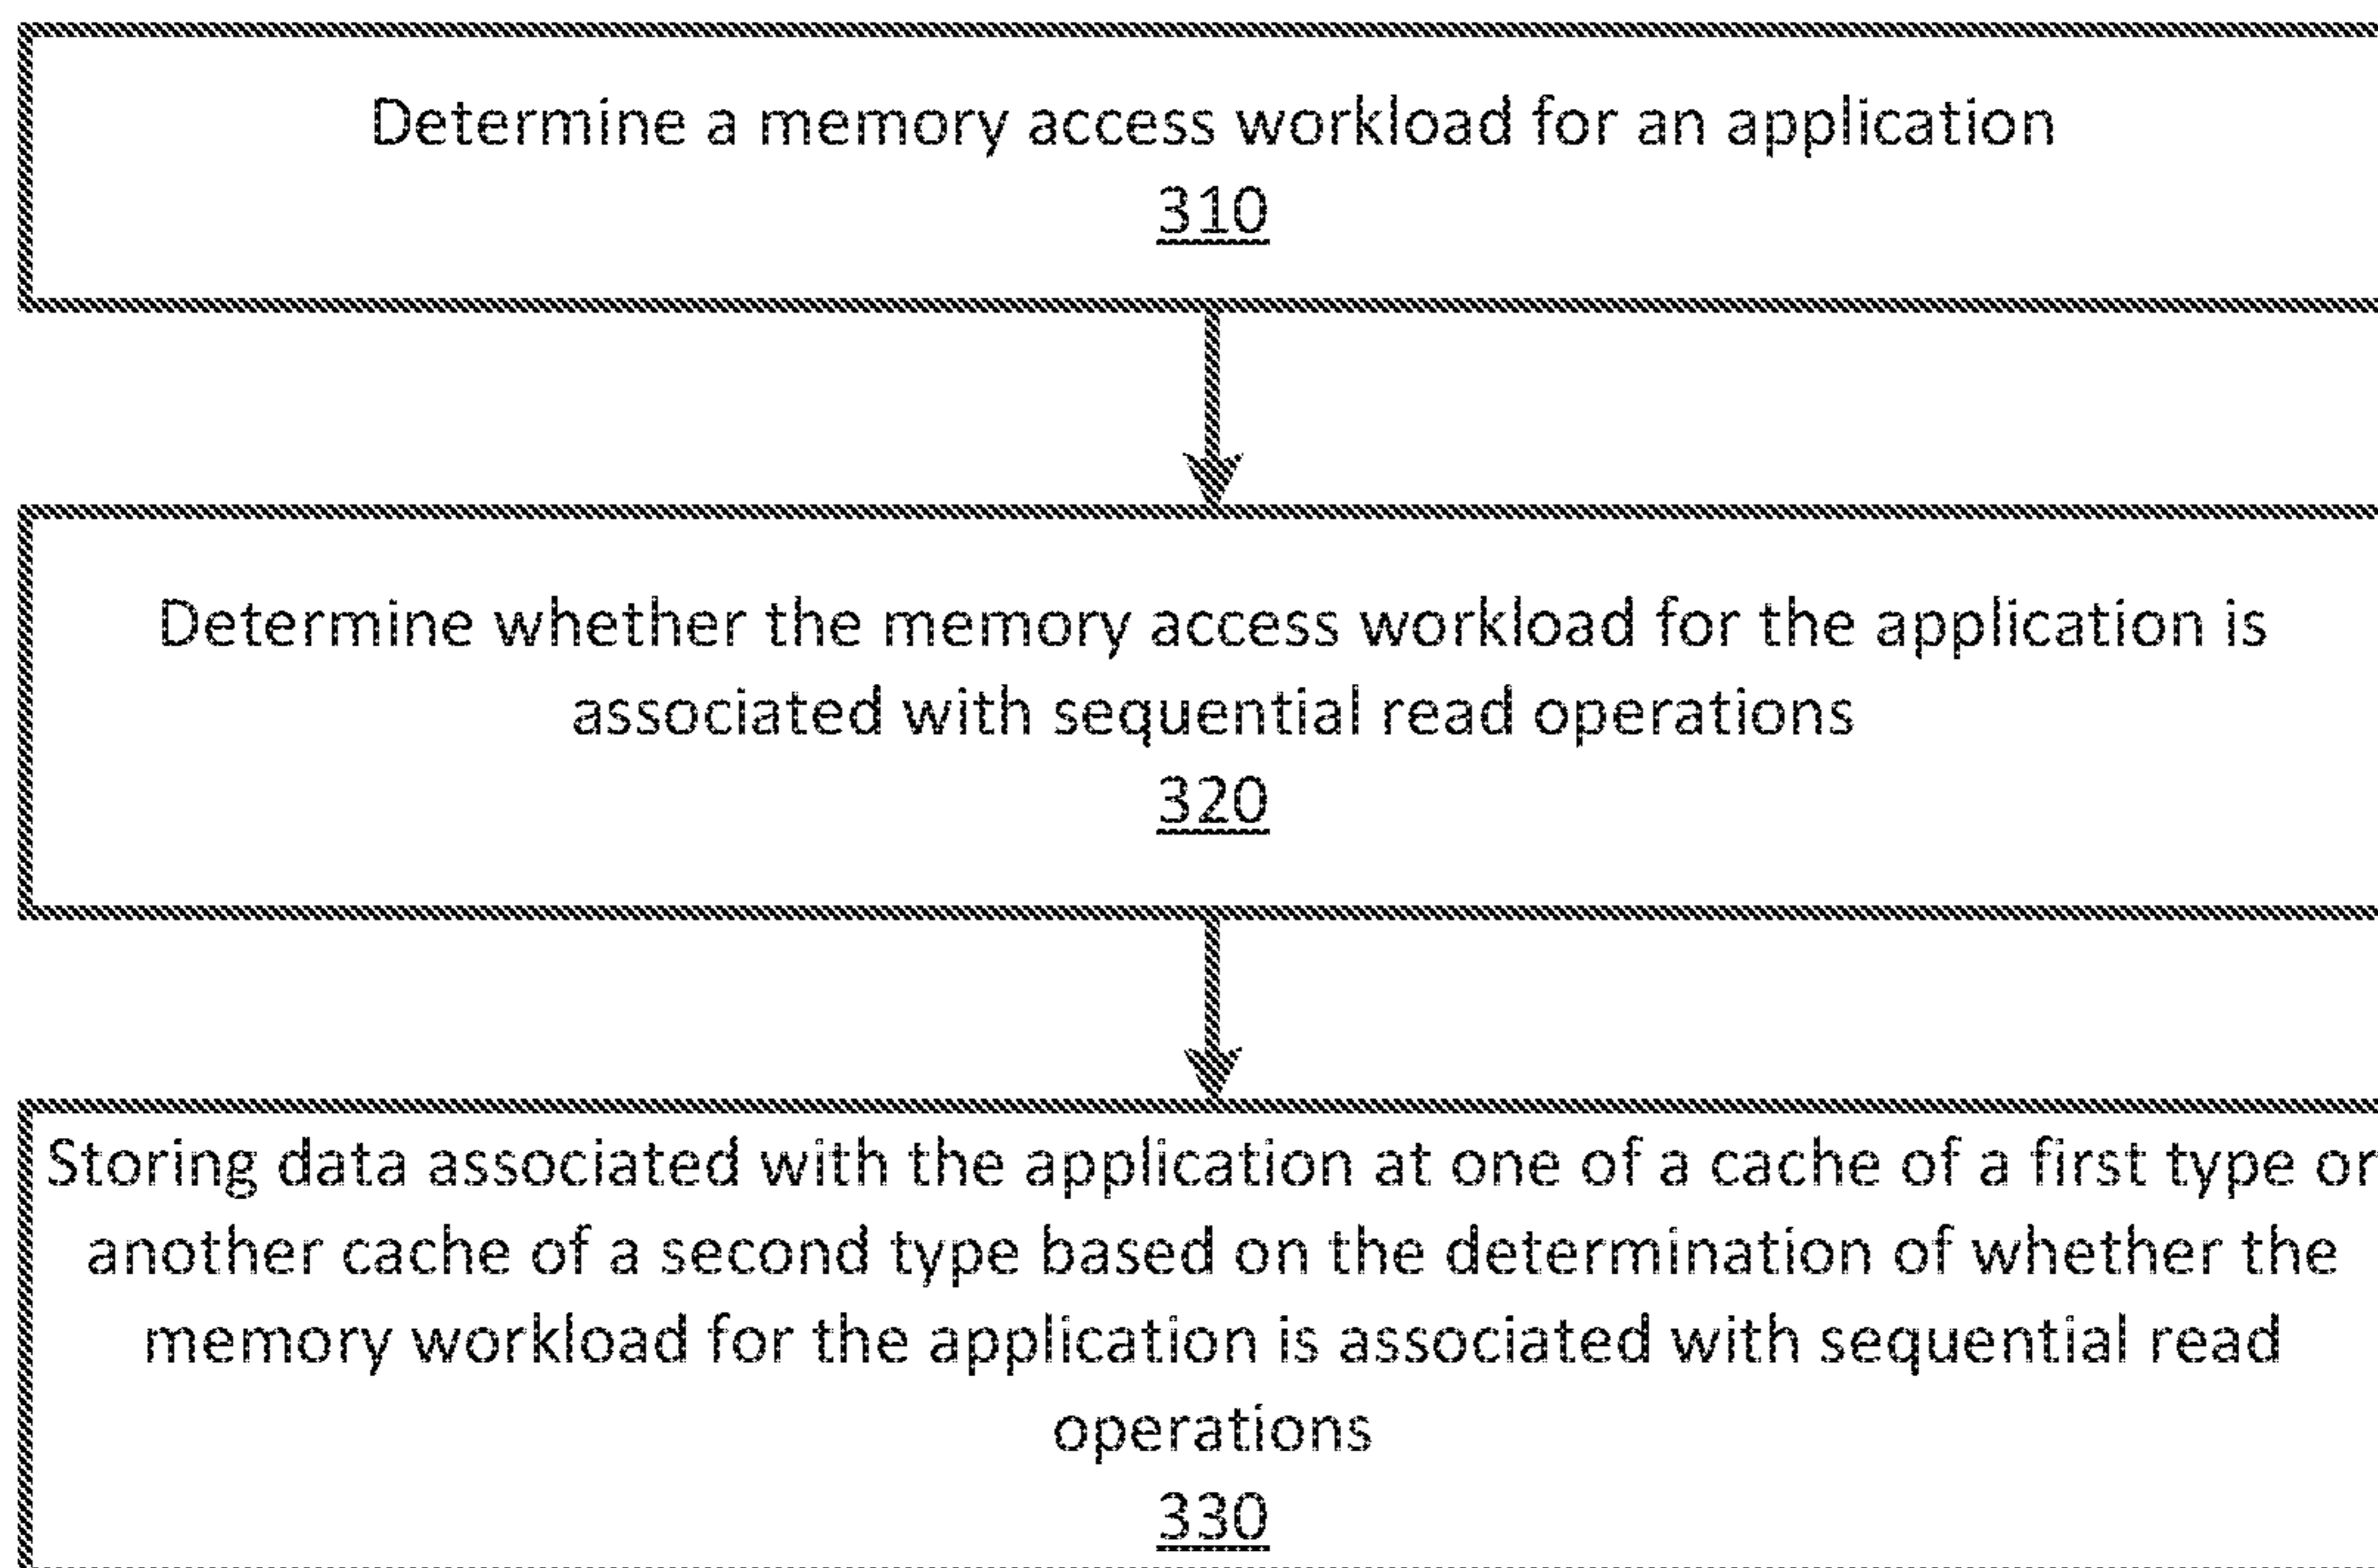 Determine a memory access workload for an application
310
Determine whether the memory access workload for the application is
associated with sequential read operations
320
Storing data associated with the application at one of a cache of a first type or
another cache of a second type based on the determination of whether the
memory workload for the application is associated with sequential read
operations
330